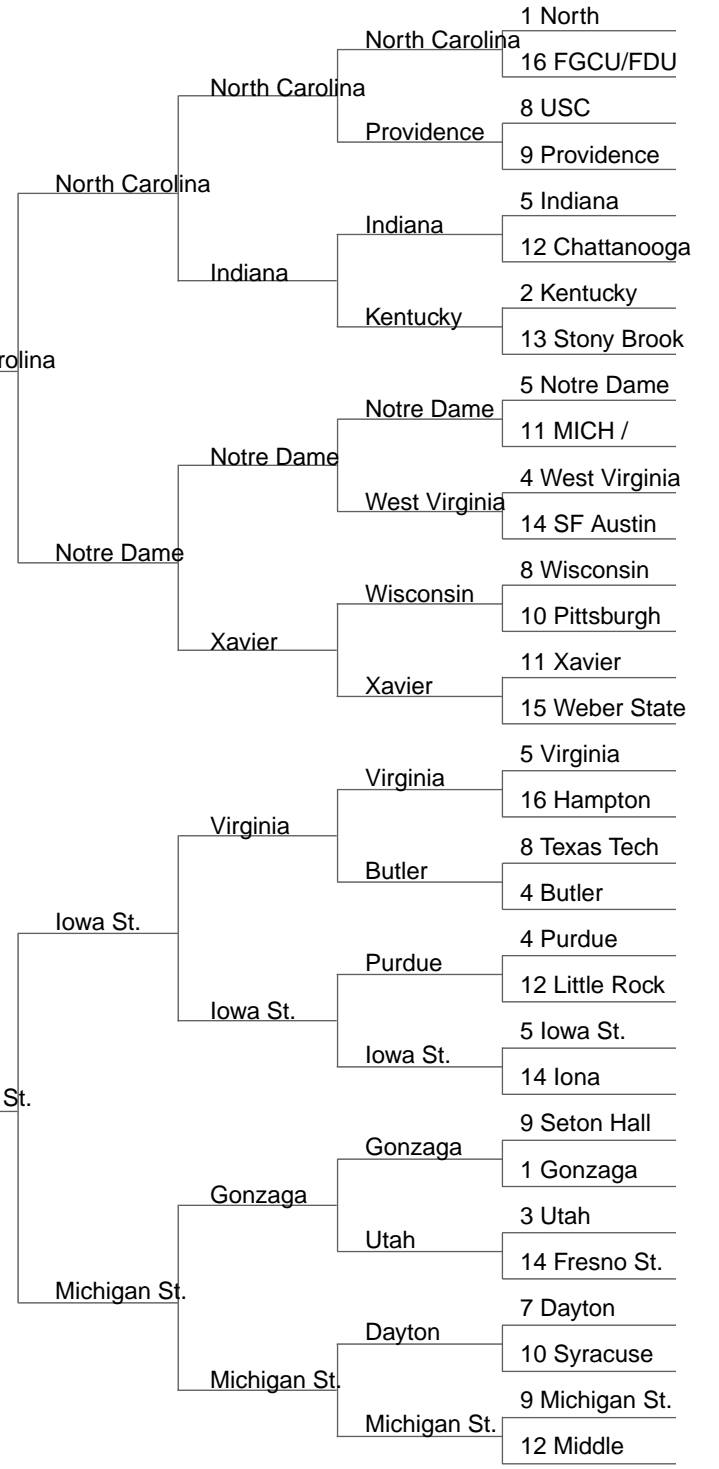 1 North
North Carolina
16 FGCU/FDU
North Carolina
8 USC
Providence
9 Providence
North Carolina
5 Indiana
Indiana
12 Chattanooga
Indiana
2 Kentucky
Kentucky
13 Stony Brook
rolina
5 Notre Dame
Notre Dame
11 MICH /
Notre Dame
4 West Virginia
West Virginia
14 SF Austin
Notre Dame
8 Wisconsin
Wisconsin
10 Pittsburgh
Xavier
11 Xavier
Xavier
15 Weber State
5 Virginia
Virginia
16 Hampton
Virginia
8 Texas Tech
Butler
4 Butler
Iowa St.
4 Purdue
Purdue
12 Little Rock
Iowa St.
5 Iowa St.
Iowa St.
14 Iona
St.
9 Seton Hall
Gonzaga
1 Gonzaga
Gonzaga
3 Utah
Utah
14 Fresno St.
Michigan St.
7 Dayton
Dayton
10 Syracuse
Michigan St.
9 Michigan St.
Michigan St.
12 Middle